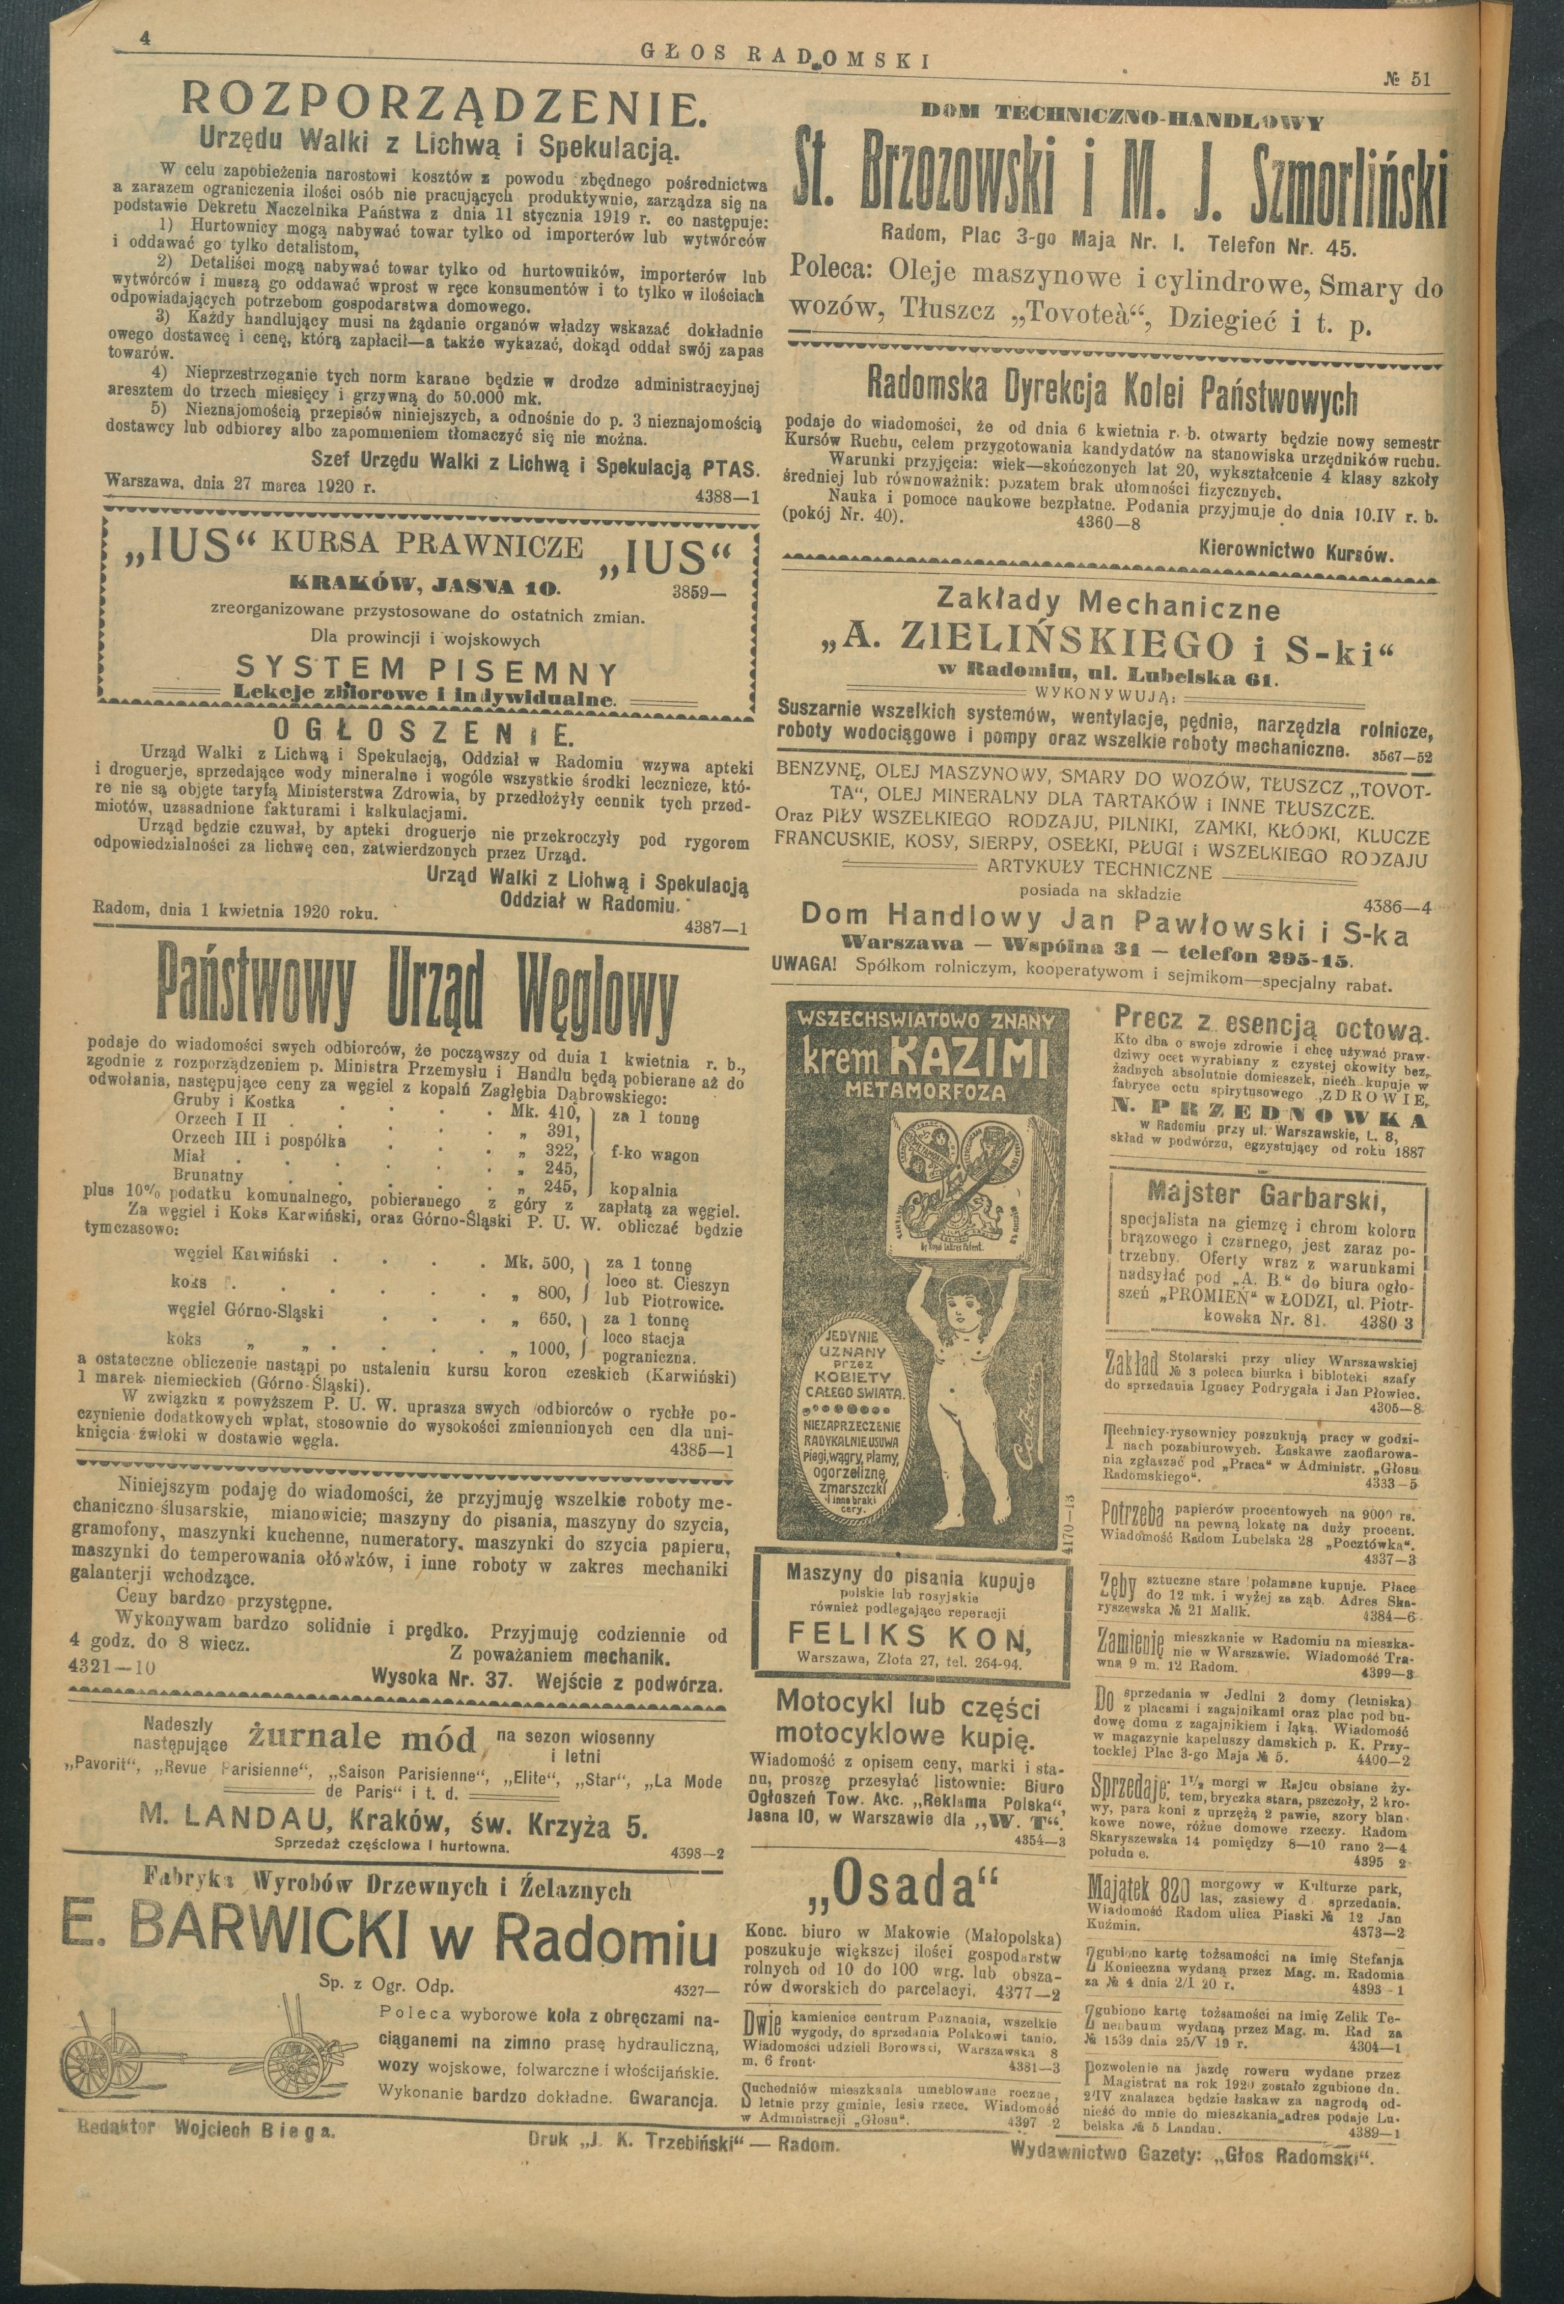 4
GŁOS RADOMSKI
№ 51
ROZPORZĄDZENIE.
Urzędu Walki z Lichwą i Spekulacją.
W celu zapobieżenia narostowi kosztów z powodu zbędnego pośrednictwa
a zarazem ograniczenia ilości osób nie pracujących produktywnie, zarządza się na
podstawie Dekretu Naczelnika Państwa z dnia 11 stycznia 1919 r. co następuje:
1) Hurtownicy mogą nabywać towar tylko od importerów lub wytwórców
i oddawać go tylko detalistom,
2) Detaliści mogą nabywać towar tylko od hurtowników, importerów lub
wytwórców i muszą go oddawać wprost w ręce konsumentów i to tylko w ilościach
odpowiadających potrzebom gospodarstwa domowego.
3) Każdy handlujący musi na żądanie organów władzy wskazać dokładnie
owego dostawcę i cenę, którą zapłacił—a także wykazać, dokąd oddał swój zapas
towarów.
4) Nieprzestrzeganie tych norm karane będzie w drodze administracyjnej
aresztem do trzech miesięcy i grzywną do 50.000 mk.
5) Nieznajomością przepisów niniejszych, a odnośnie do p. 3 nieznajomością
dostawcy lub odbiorcy albo zapomnieniem tłomaczyć się nie można.
Szef Urzędu Walki z Lichwą i Spekulacją PTAS.
Warszawa, dnia 27 marca 1920 r.
4388—1
„IUS“ KURSA PRAWNICZE „IUS“
KRAKÓW, JASNA 10.
3859—
zreorganizowane przystosowane do ostatnich zmian.
Dla prowincji i wojskowych
SYSTEM PISEMNY
Lekcje zbiorowe i indywidualne.
OGŁOSZENIE.
Urząd Walki z Lichwą i Spekulacją, Oddział w Radomiu wzywa apteki
i droguerje, sprzedające wody mineralne i wogóle wszystkie środki lecznicze, któ-
re nie są objęte taryfą Ministerstwa Zdrowia, by przedłożyły cennik tych przed-
miotów, uzasadnione fakturami i kalkulacjami.
Urząd będzie czuwał, by apteki droguerje nie przekroczyły pod rygorem
odpowiedzialności za lichwę cen, zatwierdzonych przez Urząd.
Urząd Walki z Lichwą i Spekulacją
Oddział w Radomiu.
Radom, dnia 1 kwietnia 1920 roku.
4387—1
Państwowy Urząd Węglowy
podaje do wiadomości swych odbiorców, że począwszy od dnia 1 kwietnia r. b.,
zgodnie z rozporządzeniem p. Ministra Przemysłu i Handlu będą pobierane aż do
odwołania, następujące ceny za węgiel z kopalń Zagłębia Dąbrowskiego:
Gruby i Kostka . . . . Mk. 410, za 1 tonnę
Orzech I II . . . . „ 391,
Orzech III i pospółka . . . „ 322, f-ko wagon
Miał . . . . . „ 245,
Brunatny . . . . . „ 245, kopalnia
plus 10% podatku komunalnego, pobieranego z góry z zapłatą za węgiel.
Za węgiel i Koks Karwiński, oraz Górno-Śląski P. U. W. obliczać będzie
tymczasowo:
węgiel Karwiński . . . . Mk. 500, za 1 tonnę
koks . . . . . . „ 800, loco st. Cieszyn
lub Piotrowice.
węgiel Górno-Śląski . . . „ 650, za 1 tonnę
koks „ „ . . . . „ 1000, loco stacja
pograniczna.
a ostateczne obliczenie nastąpi po ustaleniu kursu koron czeskich (Karwiński)
1 marek niemieckich (Górno-Śląski).
W związku z powyższem P. U. W. uprasza swych odbiorców o rychłe po-
czynienie dodatkowych wpłat, stosownie do wysokości zmiennionych cen dla uni-
knięcia zwłoki w dostawie węgla.
4385—1
Niniejszym podaję do wiadomości, że przyjmuję wszelkie roboty me-
chaniczno-ślusarskie, mianowicie; maszyny do pisania, maszyny do szycia,
gramofony, maszynki kuchenne, numeratory, maszynki do szycia papieru,
maszynki do temperowania ołówków, i inne roboty w zakres mechaniki
galanterji wchodzące.
Ceny bardzo przystępne.
Wykonywam bardzo solidnie i prędko. Przyjmuję codziennie od
4 godz. do 8 wiecz.
Z poważaniem mechanik.
4321—10
Wysoka Nr. 37. Wejście z podwórza.
Nadeszły następujące żurnale mód na sezon wiosenny i letni
„Pavorit“, „Revue Parisienne“, „Saison Parisienne“, „Elite“, „Star“, „La Mode
de Paris“ i t. d.
M. LANDAU, Kraków, św. Krzyża 5.
Sprzedaż częściowa i hurtowna.
4398—2
Fabryka Wyrobów Drzewnych i Żelaznych
E. BARWICKI w Radomiu
Sp. z Ogr. Odp.
4327—
Poleca wyborowe koła z obręczami na-
ciąganemi na zimno prasę hydrauliczną,
wozy wojskowe, folwarczne i włościjańskie.
Wykonanie bardzo dokładne. Gwarancja.
DOM TECHNICZNO-HANDLOWY
St. Brzozowski i M. J. Szmorliński
Radom, Plac 3-go Maja Nr. I. Telefon Nr. 45.
Poleca: Oleje maszynowe i cylindrowe, Smary do
wozów, Tłuszcz „Tovoteà“, Dziegieć i t. p.
Radomska Dyrekcja Kolei Państwowych
podaje do wiadomości, że od dnia 6 kwietnia r. b. otwarty będzie nowy semestr
Kursów Ruchu, celem przygotowania kandydatów na stanowiska urzędników ruchu.
Warunki przyjęcia: wiek—skończonych lat 20, wykształcenie 4 klasy szkoły
średniej lub równoważnik: pozatem brak ułomności fizycznych.
Nauka i pomoce naukowe bezpłatne. Podania przyjmuje do dnia 10.IV r. b.
(pokój Nr. 40).
4360—8
Kierownictwo Kursów.
Zakłady Mechaniczne
„A. ZIELIŃSKIEGO i S-ki“
w Radomiu, ul. Lubelska 61.
WYKONYWUJĄ:
Suszarnie wszelkich systemów, wentylacje, pędnie, narzędzia rolnicze,
roboty wodociągowe i pompy oraz wszelkie roboty mechaniczne.
3567—52
BENZYNĘ, OLEJ MASZYNOWY, SMARY DO WOZÓW, TŁUSZCZ „TOVOT-
TA“, OLEJ MINERALNY DLA TARTAKÓW i INNE TŁUSZCZE.
Oraz PIŁY WSZELKIEGO RODZAJU, PILNIKI, ZAMKI, KŁÓDKI, KLUCZE
FRANCUSKIE, KOSY, SIERPY, OSEŁKI, PŁUGI i WSZELKIEGO RODZAJU
ARTYKUŁY TECHNICZNE
posiada na składzie
4386—4
Dom Handlowy Jan Pawłowski i S-ka
Warszawa — Wspólna 31 — telefon 295-15.
UWAGA! Spółkom rolniczym, kooperatywom i sejmikom—specjalny rabat.
WSZECHSWIATOWO ZNANY
krem KAZIMI
METAMORFOZA
by Royal Letters Patent.
JEDYNIE
UZNANY
przez
KOBIETY
CAŁEGO SWIATA.
NIEZAPRZECZENIE
RADYKALNIE USUWA
piegi, wągry, plamy,
ogorzeliznę,
zmarszczki
i inne braki
cery.
4170—13
Maszyny do pisania kupuje
polskie lub rosyjskie
również podlegające reperacji
FELIKS KON,
Warszawa, Złota 27, tel. 264-94.
Motocykl lub części
motocyklowe kupię.
Wiadomość z opisem ceny, marki i sta-
nu, proszę przesyłać listownie: Biuro
Ogłoszeń Tow. Akc. „Reklama Polska“,
Jasna 10, w Warszawie dla „W. T“.
4354—3
„Osada“
Konc. biuro w Makowie (Małopolska)
poszukuje większej ilości gospodarstw
rolnych od 10 do 100 wrg. lub obsza-
rów dworskich do parcelacyi. 4377—2
Dwie kamienice centrum Poznania, wszelkie
wygody, do sprzedania Polakowi tanio.
Wiadomości udzieli Borowski, Warszawska 8
m. 6 front.
4381—3
Suchedniów mieszkania umeblowane roczne,
letnie przy gminie, lesie rzece. Wiadomość
w Administracji „Głosu“.
4397 2
Precz z esencją octową.
Kto dba o swoje zdrowie i chcę używać praw-
dziwy ocet wyrabiany z czystej okowity bez
żadnych absolutnie domieszek, niech kupuje w
fabryce octu spirytusowego „ZDROWIE„
N. PRZEDNOWKA
w Radomiu przy ul. Warszawskie, L. 8,
skład w podwórzu, egzystujący od roku 1887
Majster Garbarski,
specjalista na giemzę i chrom koloru
brązowego i czarnego, jest zaraz po-
trzebny. Oferty wraz z warunkami
nadsyłać pod „A. B.“ do biura ogło-
szeń „PROMIEŃ“ w ŁODZI, ul. Piotr-
kowska Nr. 81. 4380 3
Zakład Stolarski przy ulicy Warszawskiej
№ 3 poleca biurka i bibloteki szafy
do sprzedania Ignacy Podrygała i Jan Płowiec.
4305—8
Technicy-rysownicy poszukują pracy w godzi-
nach pozabiurowych. Łaskawe zaofiarowa-
nia zgłaszać pod „Praca“ w Administr. „Głosu
Radomskiego“.
4333—5
Potrzeba papierów procentowych na 9000 rs.
na pewną lokatę na duży procent.
Wiadomość Radom Lubelska 28 „Pocztówka“.
4337—3
Zęby sztuczne stare połamane kupuje. Płace
do 12 mk. i wyżej za ząb. Adres Ska-
ryszewska № 21 Malik.
4384—6
Zamienię mieszkanie w Radomiu na mieszka-
nie w Warszawie. Wiadomość Tra-
wna 9 m. 12 Radom.
4399—3
Do sprzedania w Jedlni 2 domy (letniska)
z placami i zagajnikami oraz plac pod bu-
dowę domu z zagajnikiem i łąką. Wiadomość
w magazynie kapeluszy damskich p. K. Przy-
tockiej Plac 3-go Maja № 5.
4400—2
Sprzedaję: 1½ morgi w Rajcu obsiane ży-
tem, bryczka stara, pszczoły, 2 kro-
wy, para koni z uprzężą 2 pawie, szory blan-
kowe nowe, różne domowe rzeczy. Radom
Skaryszewska 14 pomiędzy 8—10 rano 2—4
połudn e.
4395 2
Majątek 820 morgowy w Kulturze park,
las, zasiewy d sprzedania.
Wiadomość Radom ulica Piaski № 12 Jan
Kuźmin.
4373—2
Zgubiono kartę tożsamości na imię Stefanja
Konieczna wydaną przez Mag. m. Radomia
za № 4 dnia 2/I 20 r.
4393 - 1
Zgubiono kartę tożsamości na imię Zelik Te-
nenbaum wydaną przez Mag. m. Rad za
№ 1539 dnia 25/V 19 r.
4304—1
Pozwolenie na jazdę roweru wydane przez
Magistrat na rok 1920 zostało zgubione dn.
2/IV znalazca będzie łaskaw za nagrodą od-
nieść do mnie do mieszkania adres podaje Lu-
belska № 5 Landau.
4389—1
Redaktor Wojciech Biega.
Druk „J. K. Trzebiński“ — Radom.
Wydawnictwo Gazety: „Głos Radomski“.